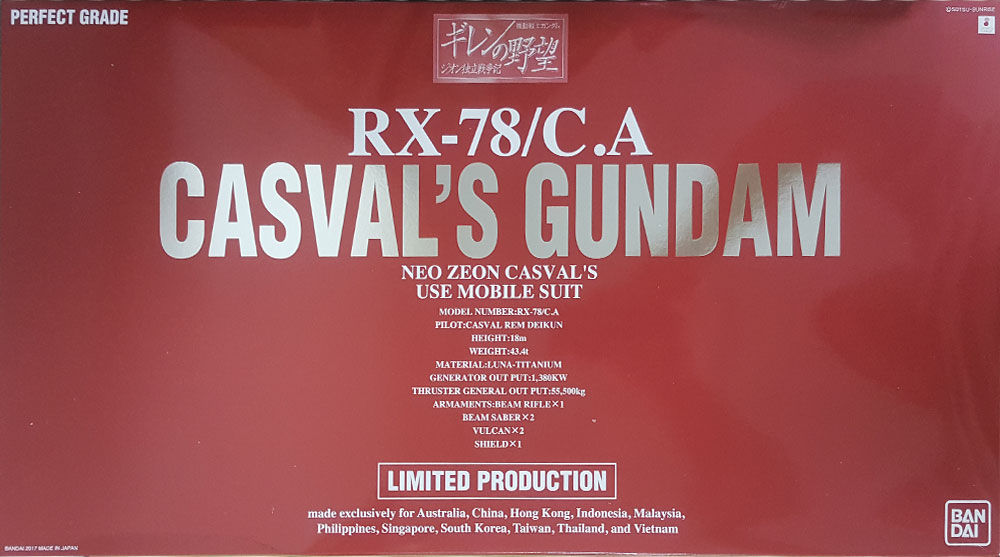 PERFECT GRADE
©SOTSU•SUNRISE
機動戦士ガンダム
ギレンの野望
ジオン独立戦争記
RX-78/C.A
CASVAL'S GUNDAM
NEO ZEON CASVAL'S
USE MOBILE SUIT
MODEL NUMBER:RX-78/C.A
PILOT:CASVAL REM DEIKUN
HEIGHT:18m
WEIGHT:43.4t
MATERIAL:LUNA-TITANIUM
GENERATOR OUT PUT:1,380KW
THRUSTER GENERAL OUT PUT:55,500kg
ARMAMENTS:BEAM RIFLE×1
BEAM SABER×2
VULCAN×2
SHIELD×1
LIMITED PRODUCTION
made exclusively for Australia, China, Hong Kong, Indonesia, Malaysia,
Philippines, Singapore, South Korea, Taiwan, Thailand, and Vietnam
BANDAI 2017 MADE IN JAPAN
BAN
DAI